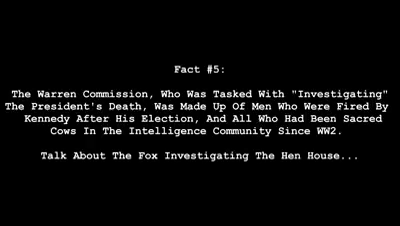 Fact #5:
The Warren Commission, Who Was Tasked With "Investigating"
The President's Death, Was Made Up Of Men Who Were Fired By
Kennedy After His Election, And All Who Had Been Sacred
Cows In The Intelligence Community Since WW2.
Talk About The Fox Investigating The Hen House...